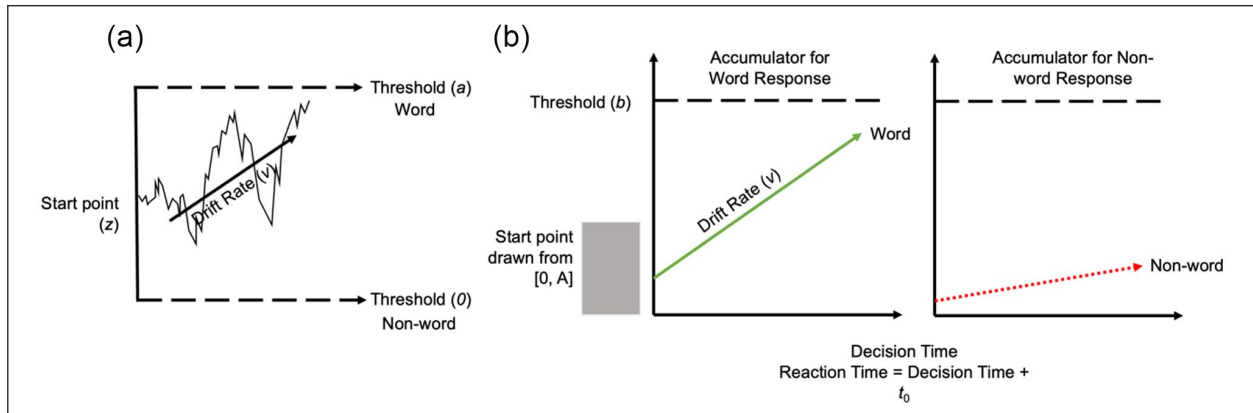 (a)
Threshold (a)
Word
Start point
(z)
Drift Rate (v)
Threshold (0)
Non-word
(b)
Accumulator for
Word Response
Threshold (b)
Word
Drift Rate (v)
Start point
drawn from
[0, A]
Accumulator for Non-
word Response
Non-word
Decision Time
Reaction Time = Decision Time +
t₀